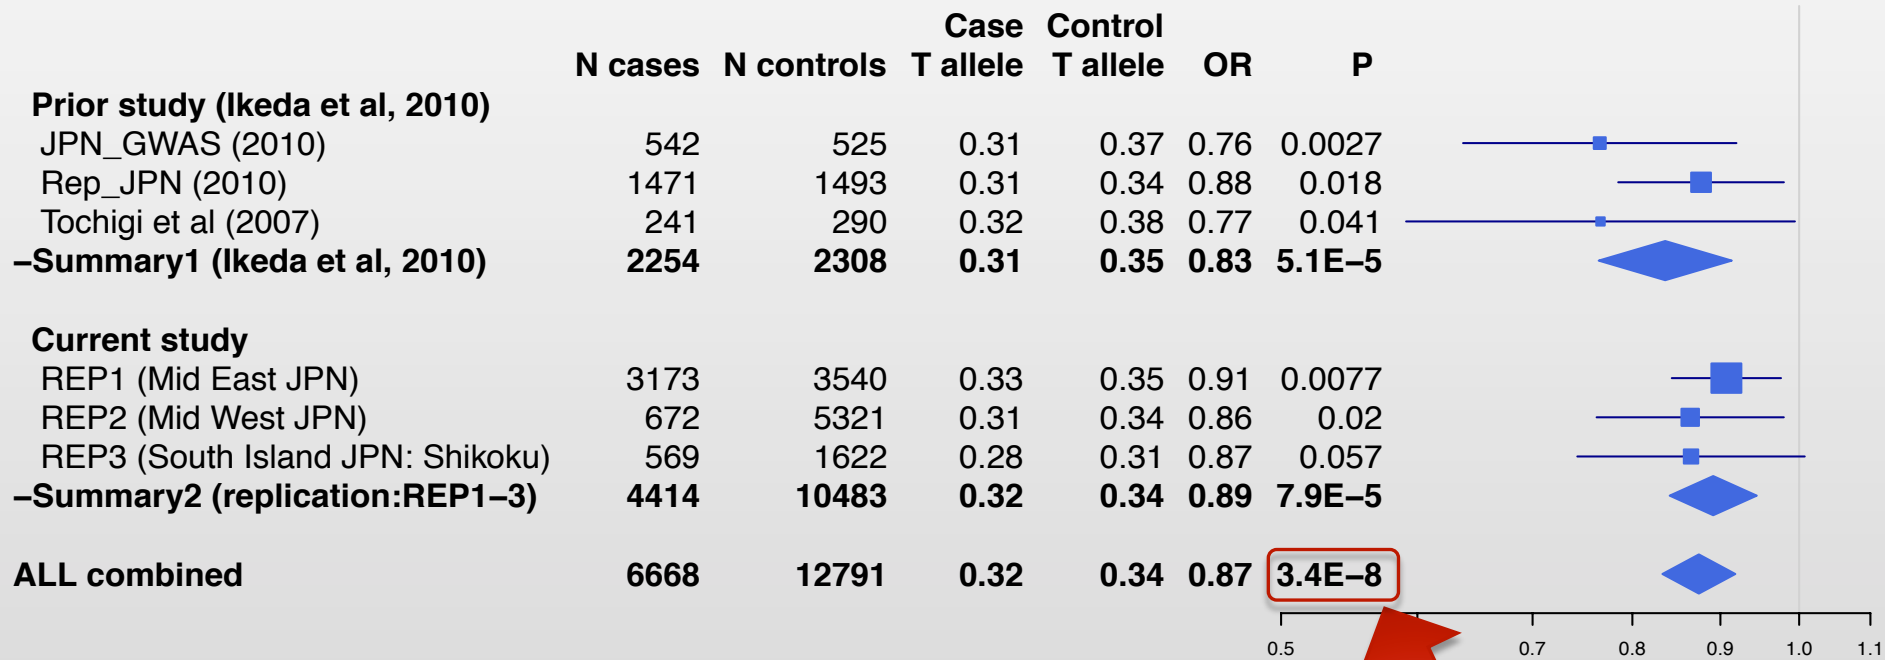 Case Control
N cases N controls T allele T allele OR P
Prior study (Ikeda et al, 2010)
JPN_GWAS (2010) 542 525 0.31 0.37 0.76 0.0027
Rep_JPN (2010) 1471 1493 0.31 0.34 0.88 0.018
Tochigi et al (2007) 241 290 0.32 0.38 0.77 0.041
–Summary1 (Ikeda et al, 2010) 2254 2308 0.31 0.35 0.83 5.1E–5
Current study
REP1 (Mid East JPN) 3173 3540 0.33 0.35 0.91 0.0077
REP2 (Mid West JPN) 672 5321 0.31 0.34 0.86 0.02
REP3 (South Island JPN: Shikoku) 569 1622 0.28 0.31 0.87 0.057
–Summary2 (replication:REP1–3) 4414 10483 0.32 0.34 0.89 7.9E–5
ALL combined 6668 12791 0.32 0.34 0.87 3.4E–8
0.5 0.7 0.8 0.9 1.0 1.1